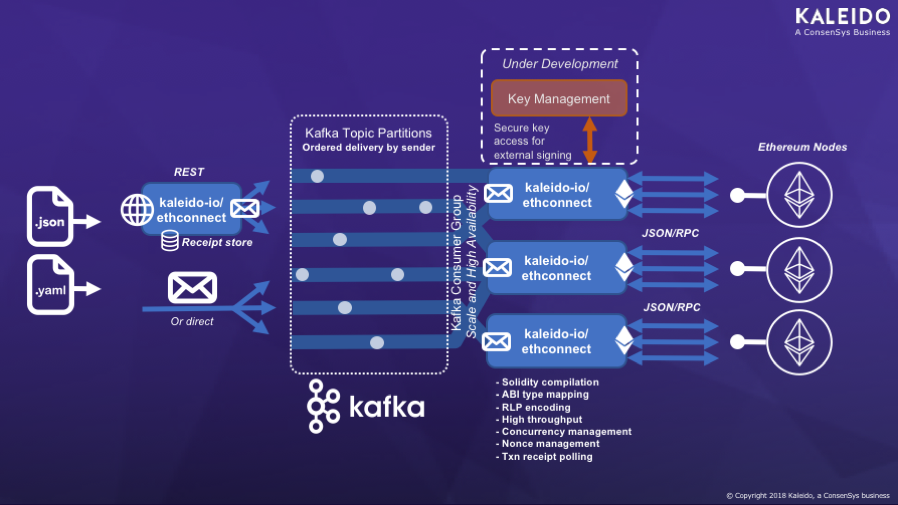 KALEIDO
A ConsenSys Business
Under Development
Key Management
Secure key
access for
external signing
Kafka Topic Partitions
Ordered delivery by sender
Ethereum Nodes
REST
kaleido-io/
ethconnect
Receipt store
.json
.yaml
Or direct
Kafka Consumer Group
Scale and High Availability
kaleido-io/
ethconnect
JSON/RPC
kaleido-io/
ethconnect
JSON/RPC
kaleido-io/
ethconnect
kafka
- Solidity compilation
- ABI type mapping
- RLP encoding
- High throughput
- Concurrency management
- Nonce management
- Txn receipt polling
© Copyright 2018 Kaleido, a ConsenSys business